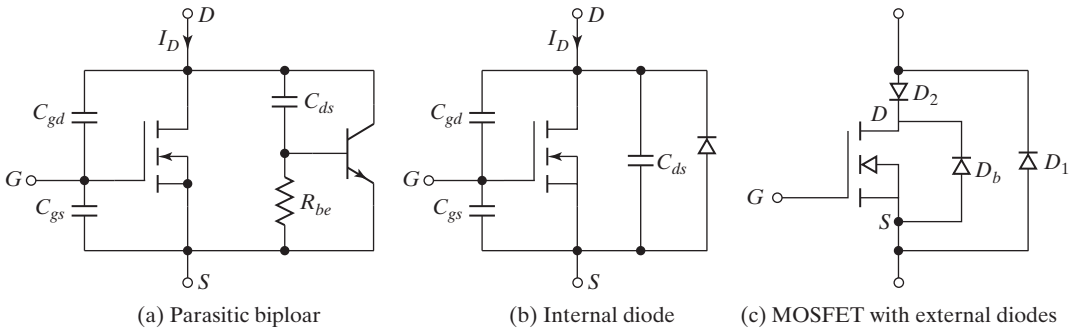 D
I_D
C_gd
C_ds
G
C_gs
R_be
S
(a) Parasitic biploar
D
I_D
C_gd
C_ds
G
C_gs
S
(b) Internal diode
D_2
D
D_b
D_1
G
S
(c) MOSFET with external diodes